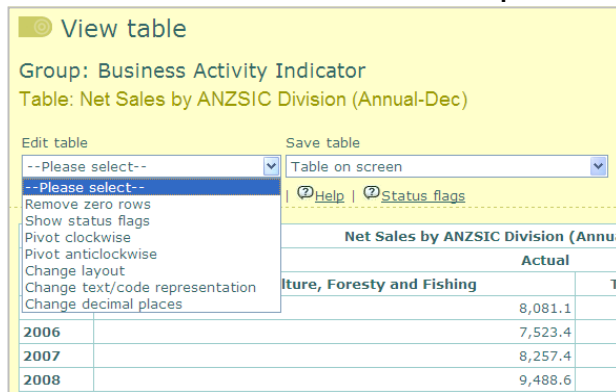 View table
Group: Business Activity Indicator
Table: Net Sales by ANZSIC Division (Annual-Dec)
Edit table Save table
--Please select-- Table on screen
--Please select--
Remove zero rows
Show status flags
Pivot clockwise
Pivot anticlockwise
Change layout
Change text/code representation
Change decimal places
| Help | Status flags
Net Sales by ANZSIC Division (Annu
Actual
lture, Foresty and Fishing T
8,081.1
2006 7,523.4
2007 8,257.4
2008 9,488.6